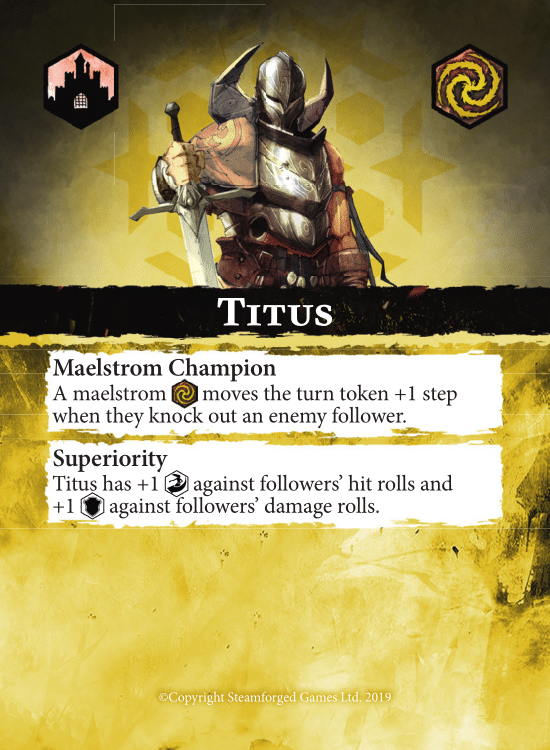 Titus
Maelstrom Champion
A maelstrom moves the turn token +1 step
when they knock out an enemy follower.
Superiority
Titus has +1 against followers' hit rolls and
+1 against followers' damage rolls.
©Copyright Steamforged Games Ltd. 2019